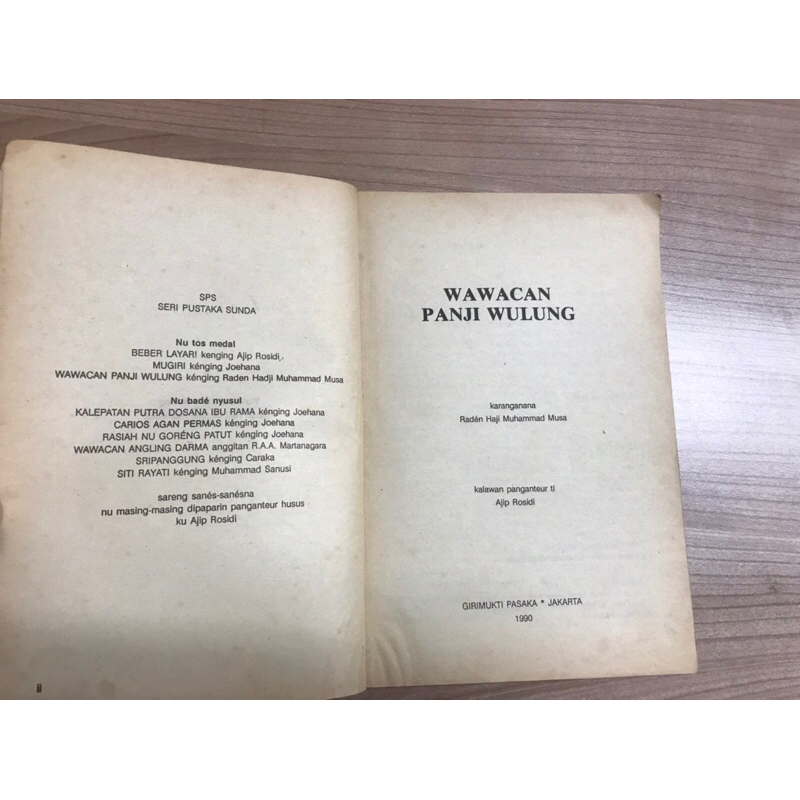 SPS
SERI PUSTAKA SUNDA
Nu tos medal
BEBER LAYARI kenging Ajip Rosidi.
MUGIRI kénging Joehana
WAWACAN PANJI WULUNG kénging Raden Hadji Muhammad Musa
Nu badé nyusul
KALEPATAN PUTRA DOSANA IBU RAMA kénging Joehana
CARIOS AGAN PERMAS kénging Joehana
RASIAH NU GORÉNG PATUT kénging Joehana
WAWACAN ANGLING DARMA anggitan R.A.A. Martanagara
SRIPANGGUNG kénging Caraka
SITI RAYATI kénging Muhammad Sanusi
sareng sanés-sanésna
nu masing-masing dipaparin panganteur husus
ku Ajip Rosidi
ii
WAWACAN
PANJI WULUNG
karanganana
Radén Haji Muhammad Musa
kalawan panganteur ti
Ajip Rosidi
GIRIMUKTI PASAKA * JAKARTA
1990